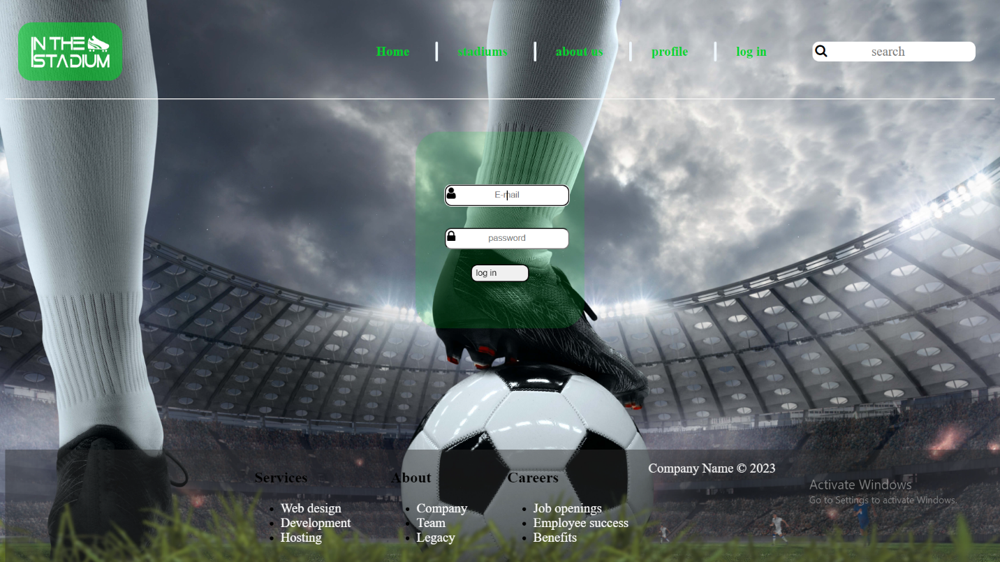 IN THE
STADIUM
Home
stadiums
about us
profile
log in
search
E-mail
password
log in
Services
Web design
Development
Hosting
About
Company
Team
Legacy
Careers
Job openings
Employee success
Benefits
Company Name © 2023
Activate Windows
Go to Settings to activate Windows.